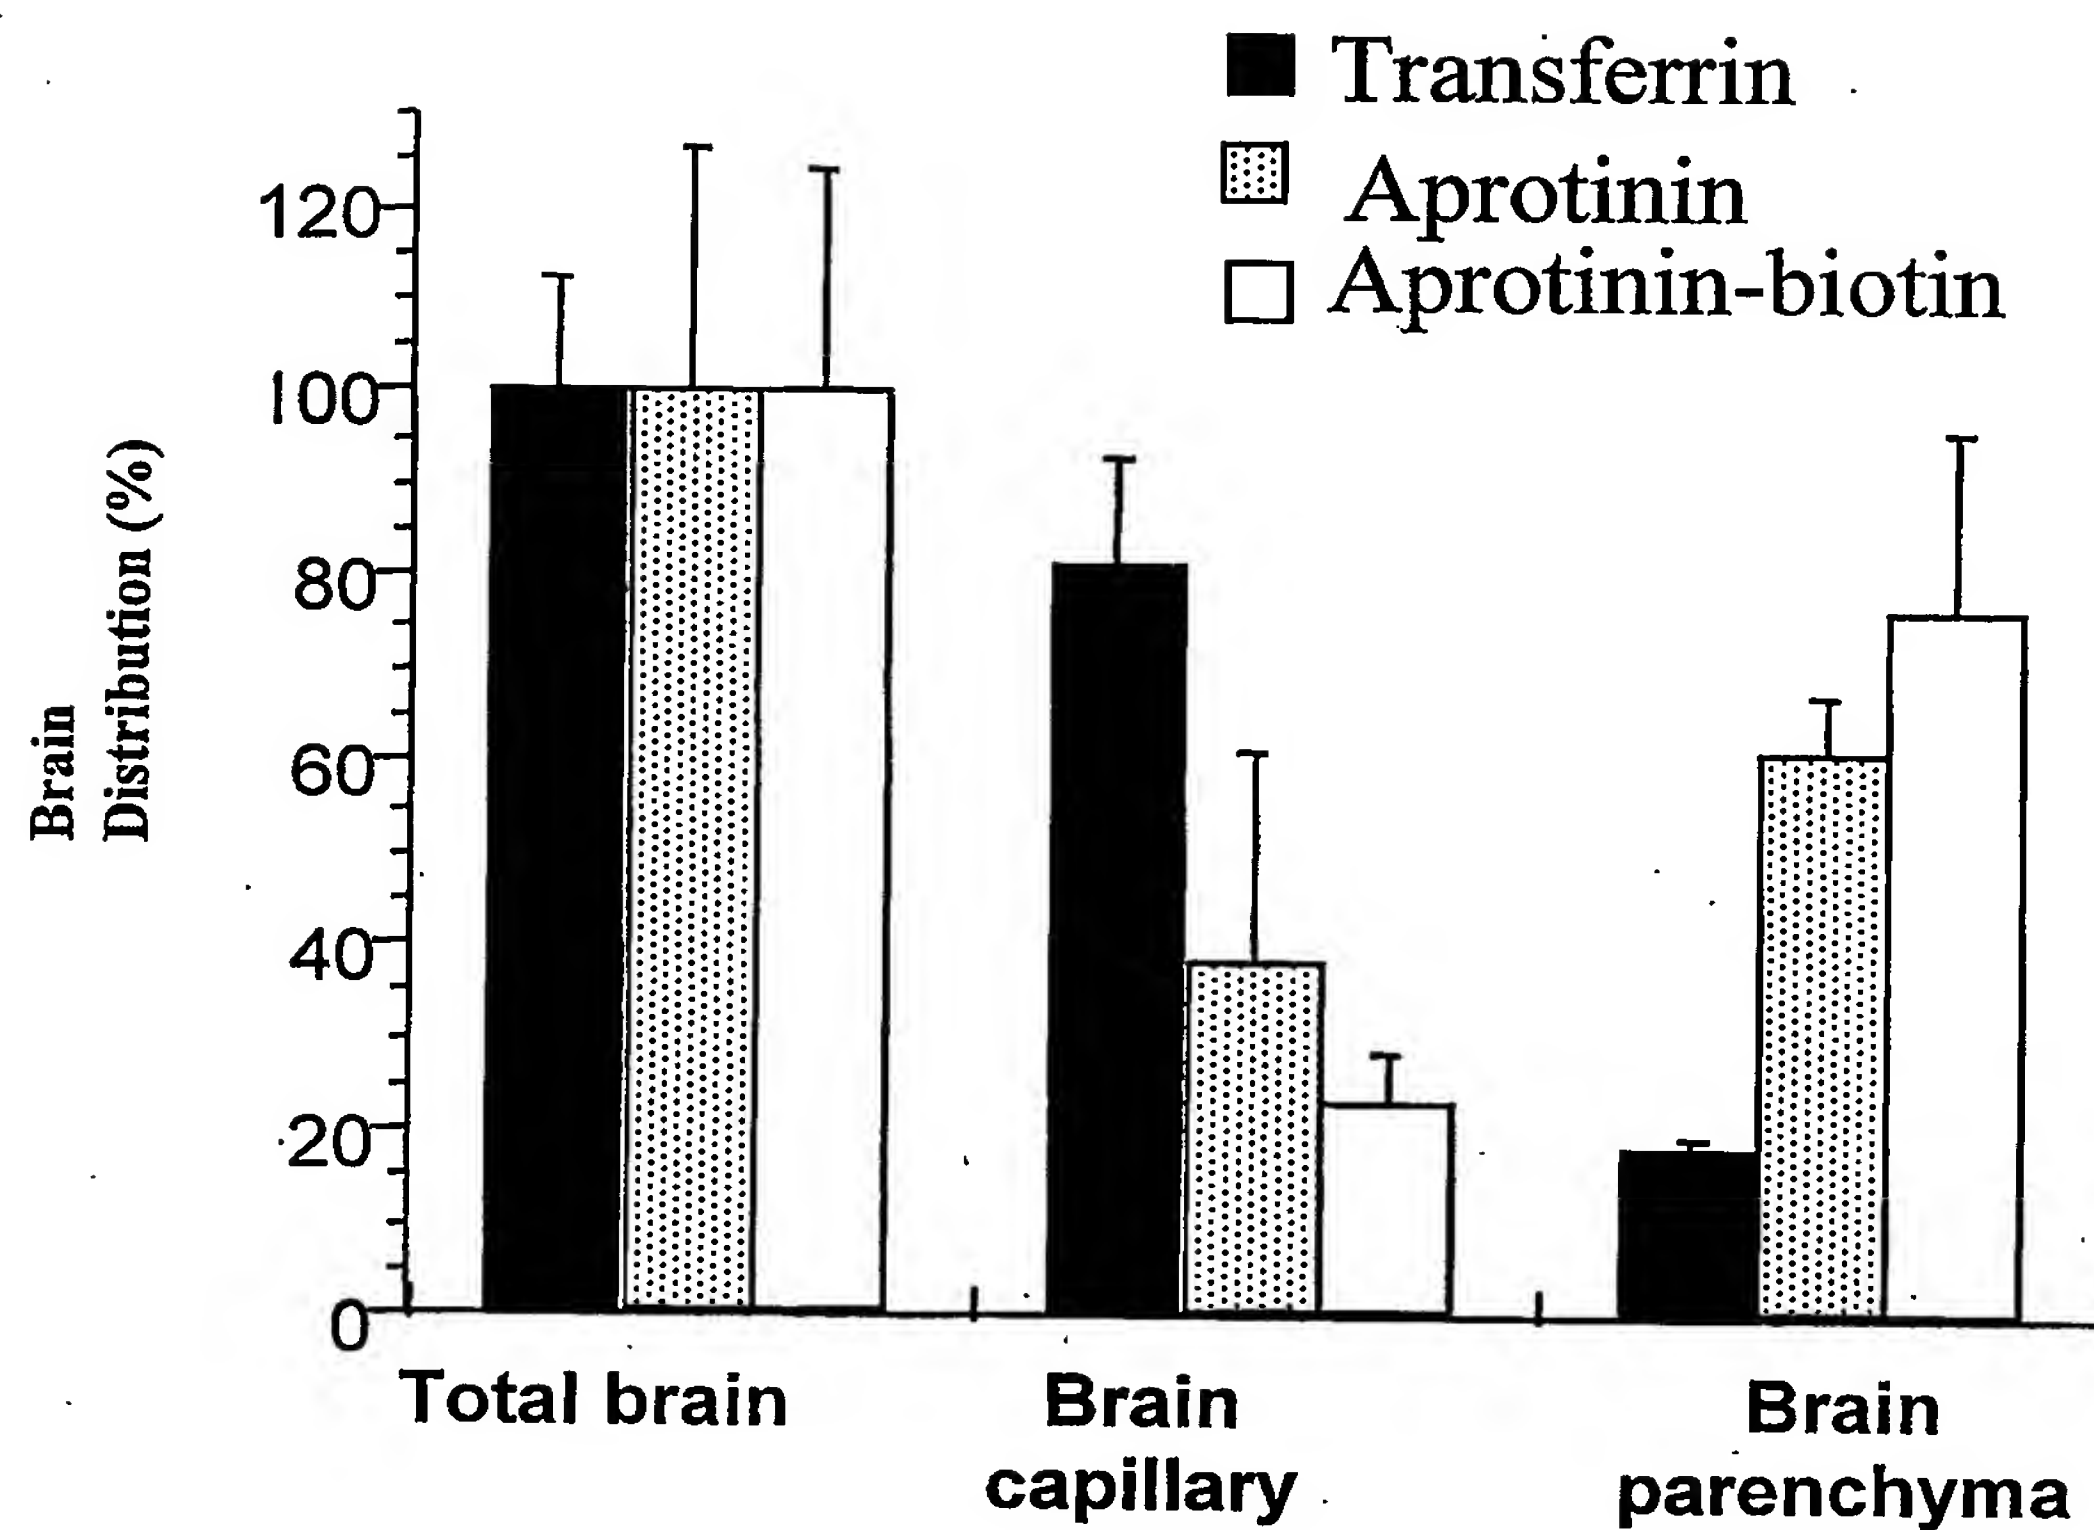 Transferrin
Aprotinin
Aprotinin-biotin
120
100
80
60
40
20
0
Brain
Distribution (%)
Total brain
Brain
capillary
Brain
parenchyma